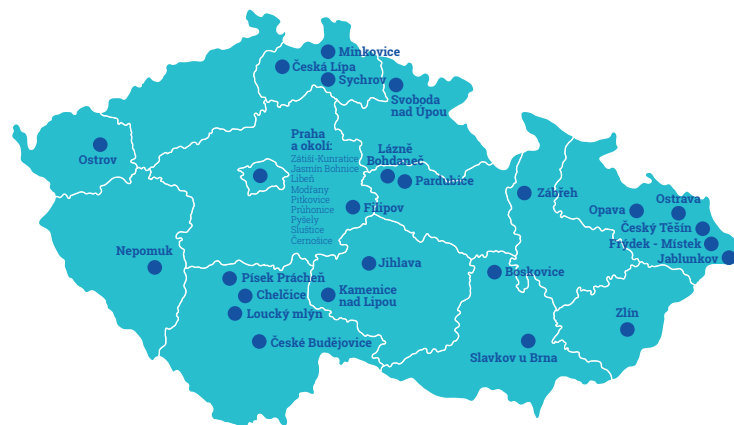 Minkovice
Česká Lípa
Sychrov
Svoboda
nad Úpou
Praha
a okolí:
Zátiší-Kunratice
Jasmín Bohnice
Libeň
Modřany
Pitkovice
Průhonice
Pyšely
Sluštice
Černošice
Ostrov
Lázně
Bohdaneč
Pardubice
Filipov
Zábřeh
Opava
Ostrava
Český Těšín
Frýdek - Místek
Jablunkov
Nepomuk
Písek Prácheň
Chelčice
Loucký mlýn
České Budějovice
Jihlava
Kamenice
nad Lipou
Boskovice
Slavkov u Brna
Zlín